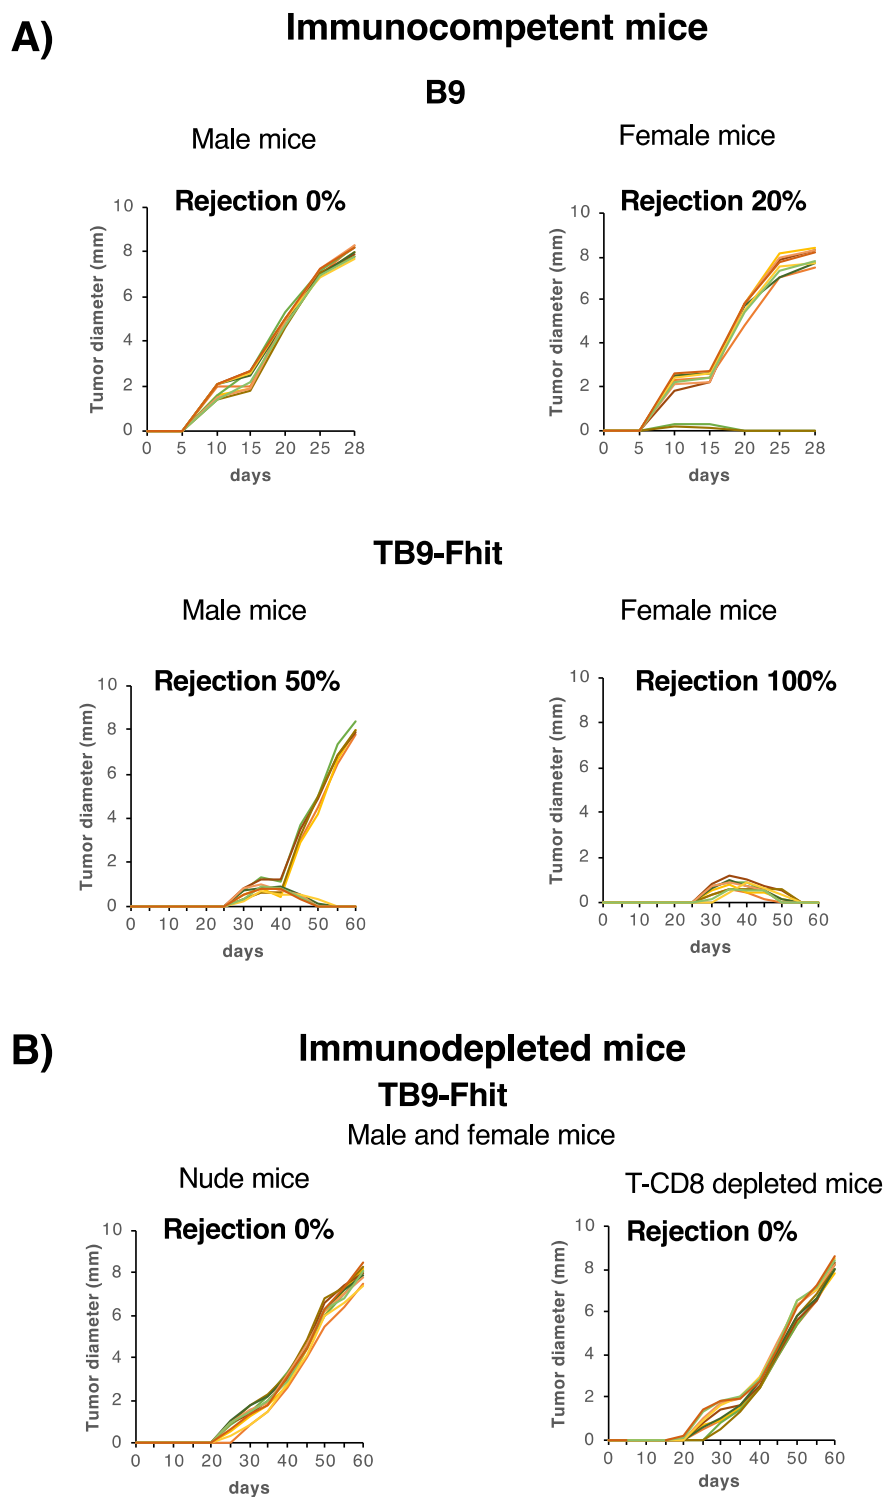 A)
Immunocompetent mice
B9
Male mice
Female mice
Rejection 0%
Rejection 20%
Tumor diameter (mm)
10
8
6
4
2
0
0 5 10 15 20 25 28
days
Tumor diameter (mm)
10
8
6
4
2
0
0 5 10 15 20 25 28
days
TB9-Fhit
Male mice
Female mice
Rejection 50%
Rejection 100%
Tumor diameter (mm)
10
8
6
4
2
0
0 10 20 30 40 50 60
days
Tumor diameter (mm)
10
8
6
4
2
0
0 10 20 30 40 50 60
days
B)
Immunodepleted mice
TB9-Fhit
Male and female mice
Nude mice
T-CD8 depleted mice
Rejection 0%
Rejection 0%
Tumor diameter (mm)
10
8
6
4
2
0
0 10 20 30 40 50 60
days
Tumor diameter (mm)
10
8
6
4
2
0
0 10 20 30 40 50 60
days